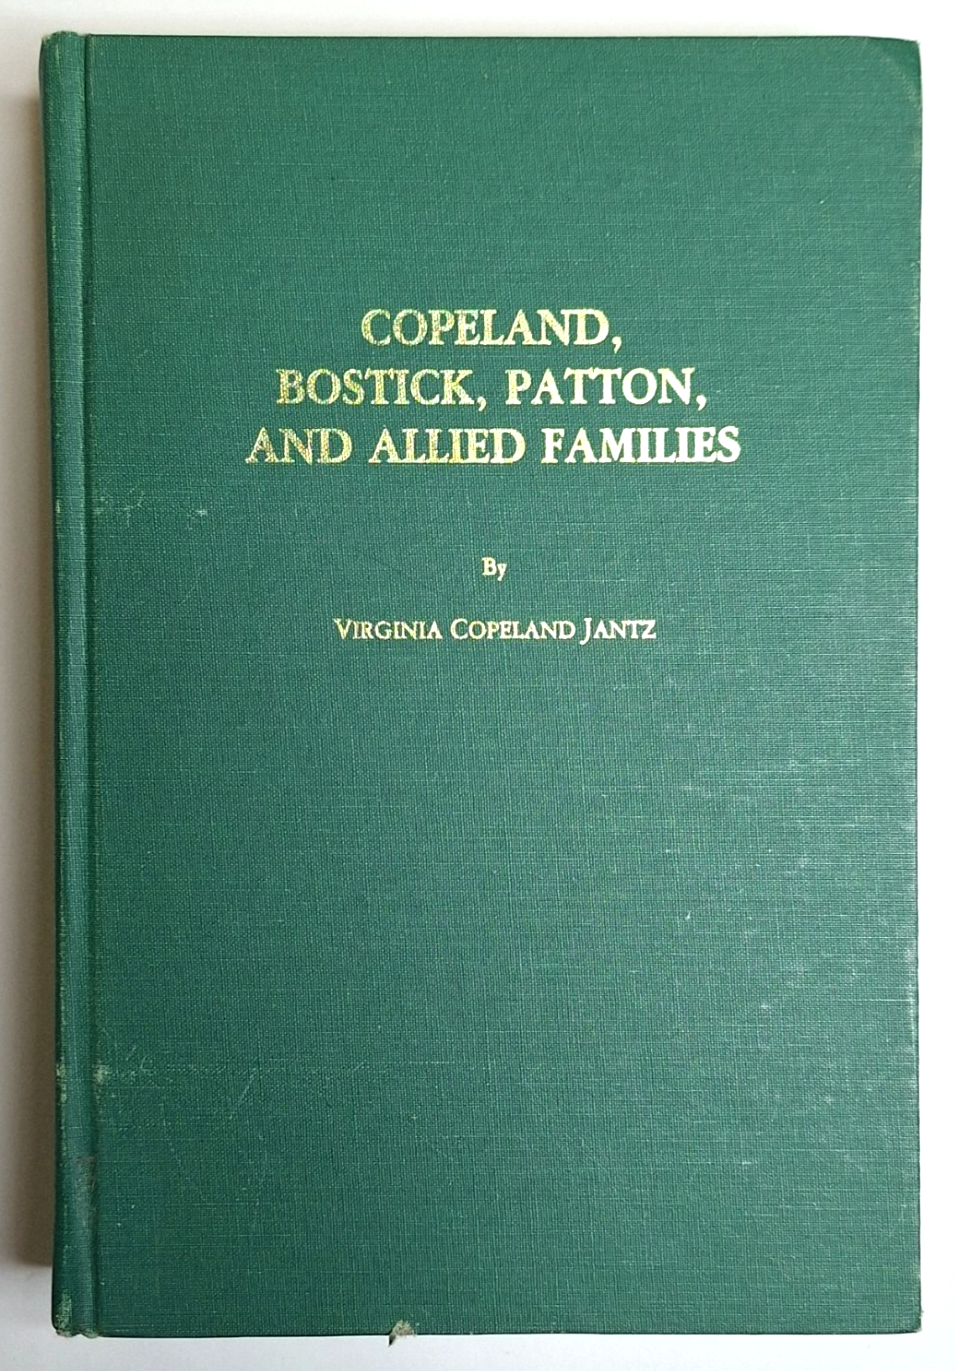 COPELAND,
BOSTICK, PATTON,
AND ALLIED FAMILIES
By
VIRGINIA COPELAND JANTZ